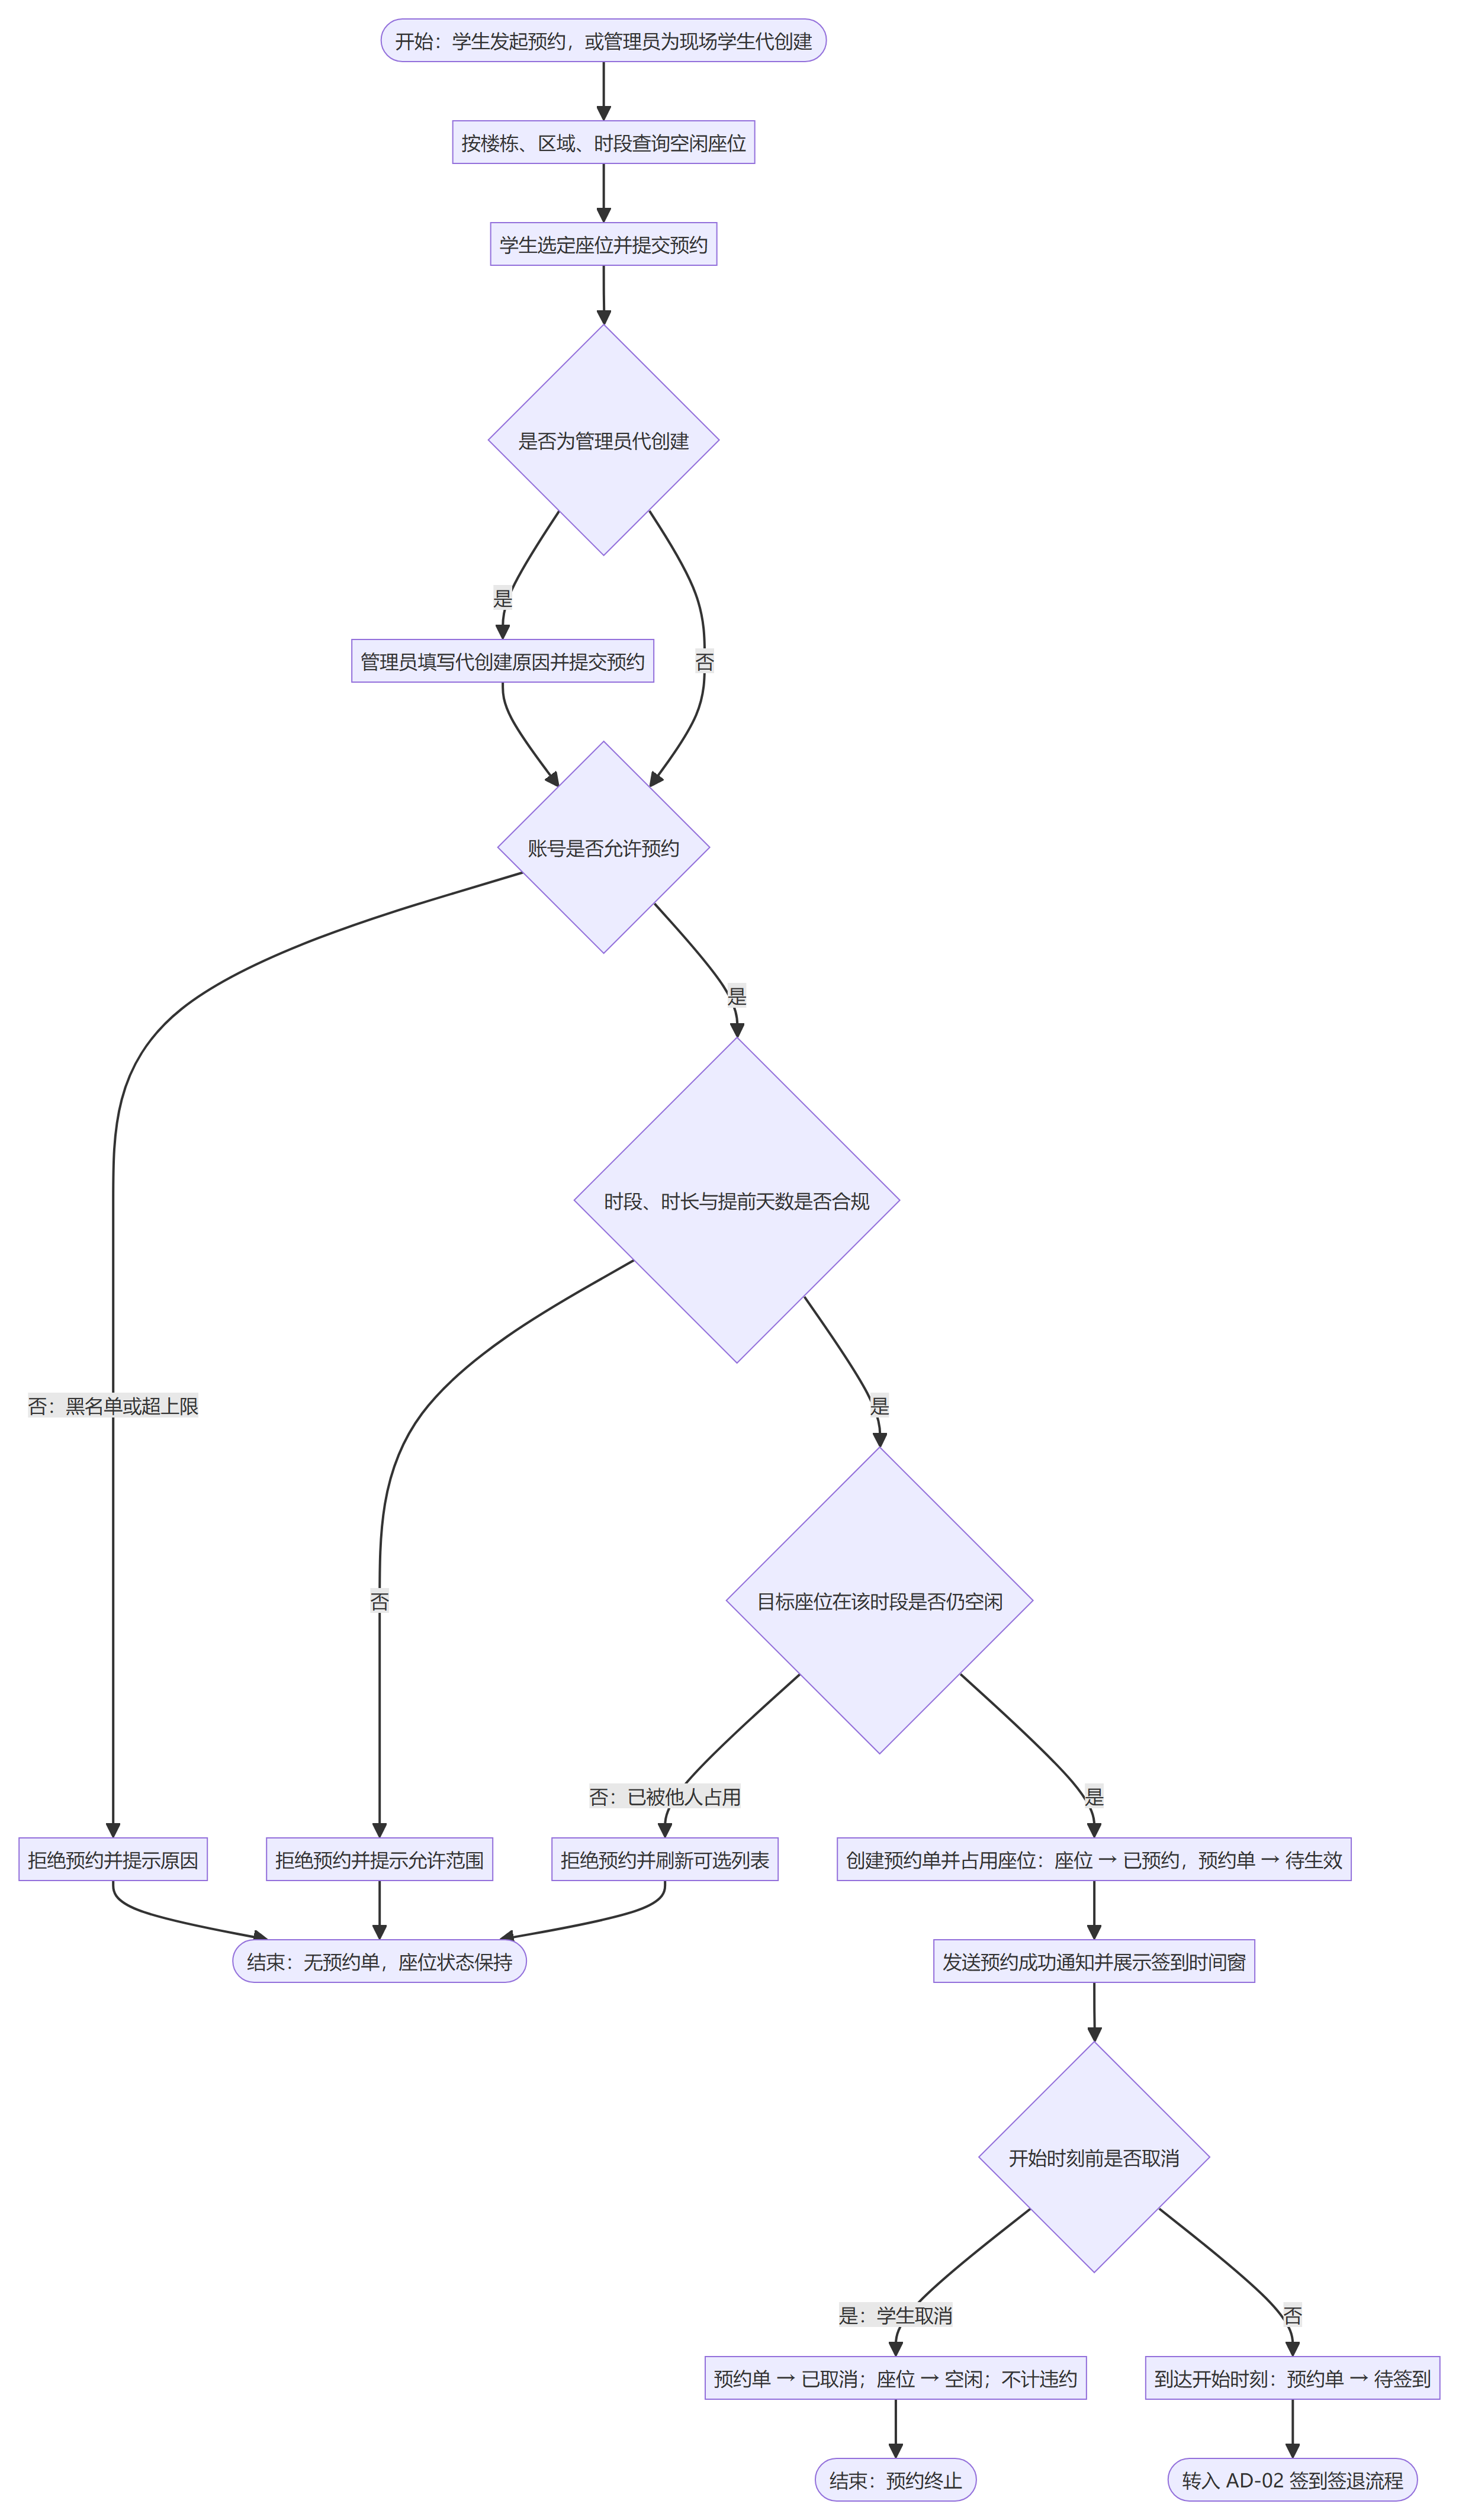 开始：学生发起预约，或管理员为现场学生代创建
按楼栋、区域、时段查询空闲座位
学生选定座位并提交预约
是否为管理员代创建
是
管理员填写代创建原因并提交预约
否
账号是否允许预约
是
时段、时长与提前天数是否合规
否：黑名单或超上限
是
否
目标座位在该时段是否仍空闲
否：已被他人占用
是
拒绝预约并提示原因
拒绝预约并提示允许范围
拒绝预约并刷新可选列表
创建预约单并占用座位：座位 → 已预约，预约单 → 待生效
结束：无预约单，座位状态保持
发送预约成功通知并展示签到时间窗
开始时刻前是否取消
是：学生取消
否
预约单 → 已取消；座位 → 空闲；不计违约
到达开始时刻：预约单 → 待签到
结束：预约终止
转入 AD-02 签到签退流程